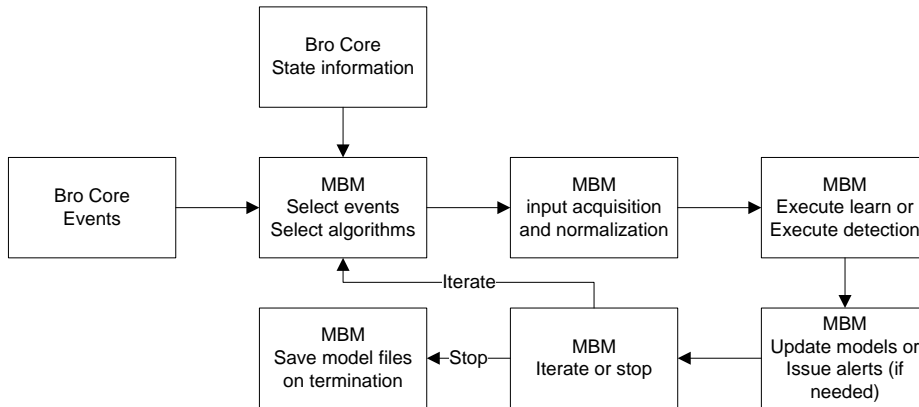 Bro Core
State information
Bro Core
Events
MBM
Select events
Select algorithms
MBM
input acquisition
and normalization
MBM
Execute learn or
Execute detection
Iterate
MBM
Save model files
on termination
Stop
MBM
Iterate or stop
MBM
Update models or
Issue alerts (if
needed)